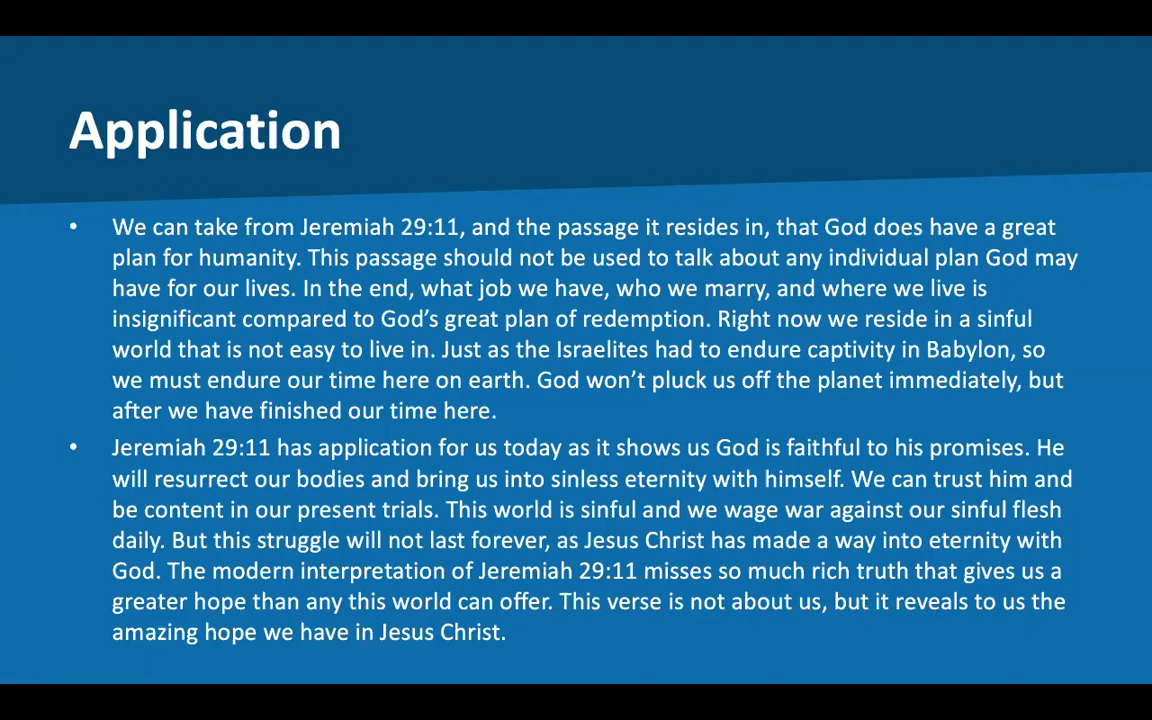 Application
• We can take from Jeremiah 29:11, and the passage it resides in, that God does have a great
plan for humanity. This passage should not be used to talk about any individual plan God may
have for our lives. In the end, what job we have, who we marry, and where we live is
insignificant compared to God’s great plan of redemption. Right now we reside in a sinful
world that is not easy to live in. Just as the Israelites had to endure captivity in Babylon, so
we must endure our time here on earth. God won’t pluck us off the planet immediately, but
after we have finished our time here.
• Jeremiah 29:11 has application for us today as it shows us God is faithful to his promises. He
will resurrect our bodies and bring us into sinless eternity with himself. We can trust him and
be content in our present trials. This world is sinful and we wage war against our sinful flesh
daily. But this struggle will not last forever, as Jesus Christ has made a way into eternity with
God. The modern interpretation of Jeremiah 29:11 misses so much rich truth that gives us a
greater hope than any this world can offer. This verse is not about us, but it reveals to us the
amazing hope we have in Jesus Christ.